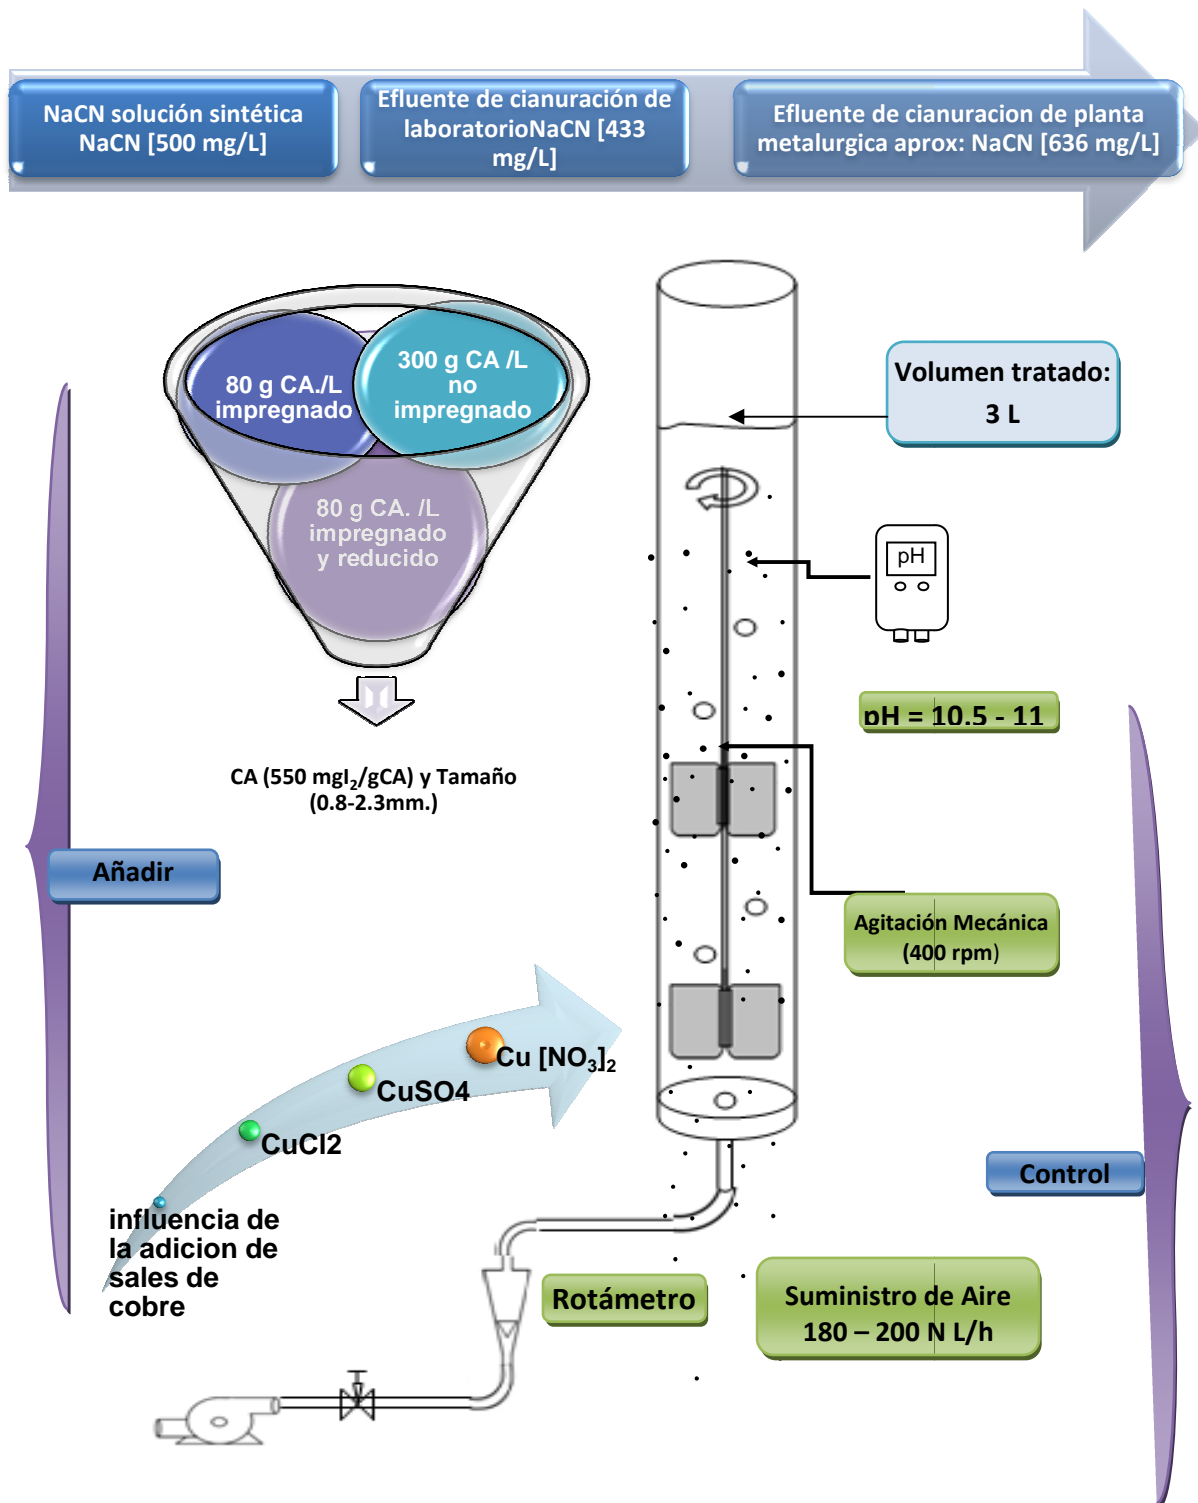 NaCN solución sintética
NaCN [500 mg/L]
Efluente de cianuración de
laboratorioNaCN [433
mg/L]
Efluente de cianuracion de planta
metalurgica aprox: NaCN [636 mg/L]
80 g CA./L
impregnado
300 g CA /L
no
impregnado
80 g CA. /L
impregnado
y reducido
CA (550 mgI₂/gCA) y Tamaño
(0.8-2.3mm.)
Volumen tratado:
3 L
pH
pH = 10.5 - 11
Añadir
Agitación Mecánica
(400 rpm)
Cu [NO₃]₂
CuSO4
CuCl2
influencia de
la adicion de
sales de
cobre
Control
Rotámetro
Suministro de Aire
180 – 200 N L/h